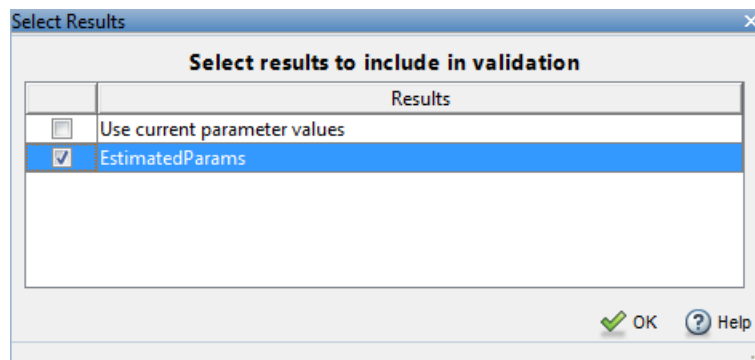 Select Results
Select results to include in validation
Results
Use current parameter values
EstimatedParams
OK Help